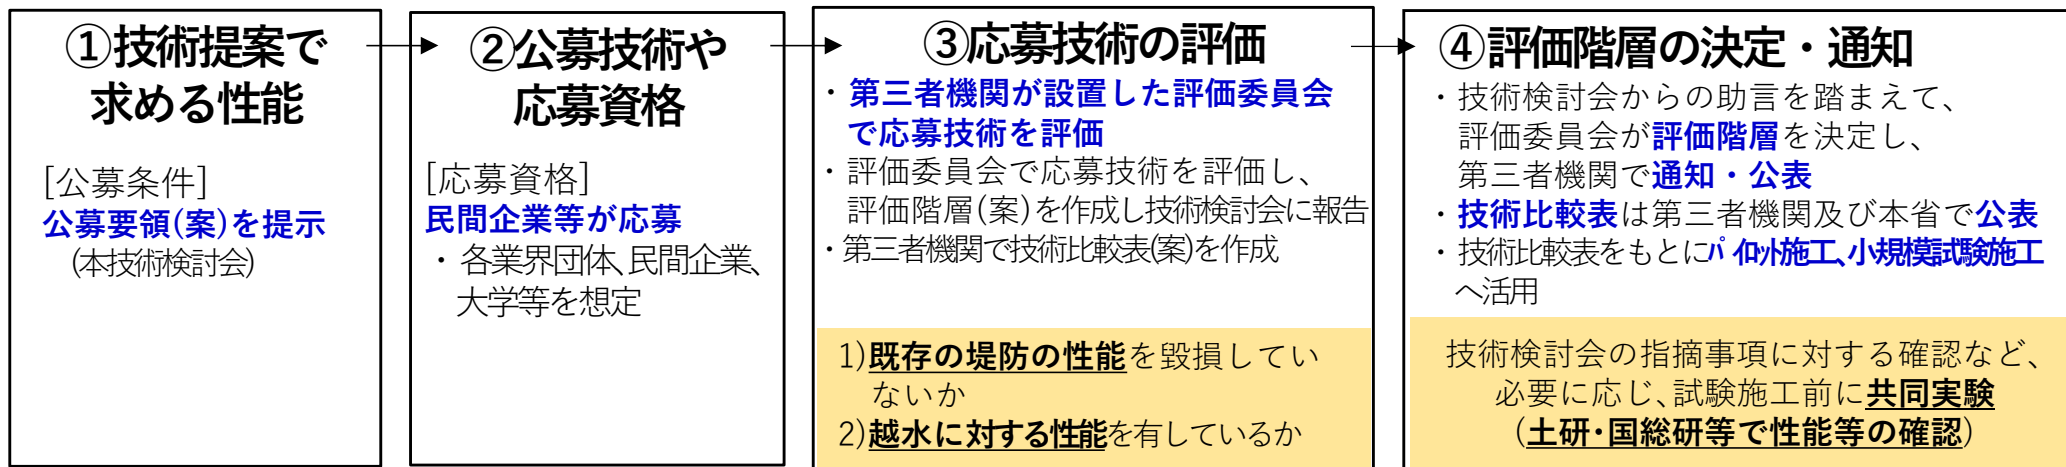 ①技術提案で
求める性能
[公募条件]
公募要領(案)を提示
(本技術検討会)
②公募技術や
応募資格
[応募資格]
民間企業等が応募
・各業界団体、民間企業、
大学等を想定
③応募技術の評価
・第三者機関が設置した評価委員会
で応募技術を評価
・評価委員会で応募技術を評価し、
評価階層(案)を作成し技術検討会に報告
・第三者機関で技術比較表(案)を作成
1)既存の堤防の性能を毀損してい
ないか
2)越水に対する性能を有しているか
④評価階層の決定・通知
・技術検討会からの助言を踏まえて、
評価委員会が評価階層を決定し、
第三者機関で通知・公表
・技術比較表は第三者機関及び本省で公表
・技術比較表をもとにパイロット施工、小規模試験施工
へ活用
技術検討会の指摘事項に対する確認など、
必要に応じ、試験施工前に共同実験
(土研・国総研等で性能等の確認)